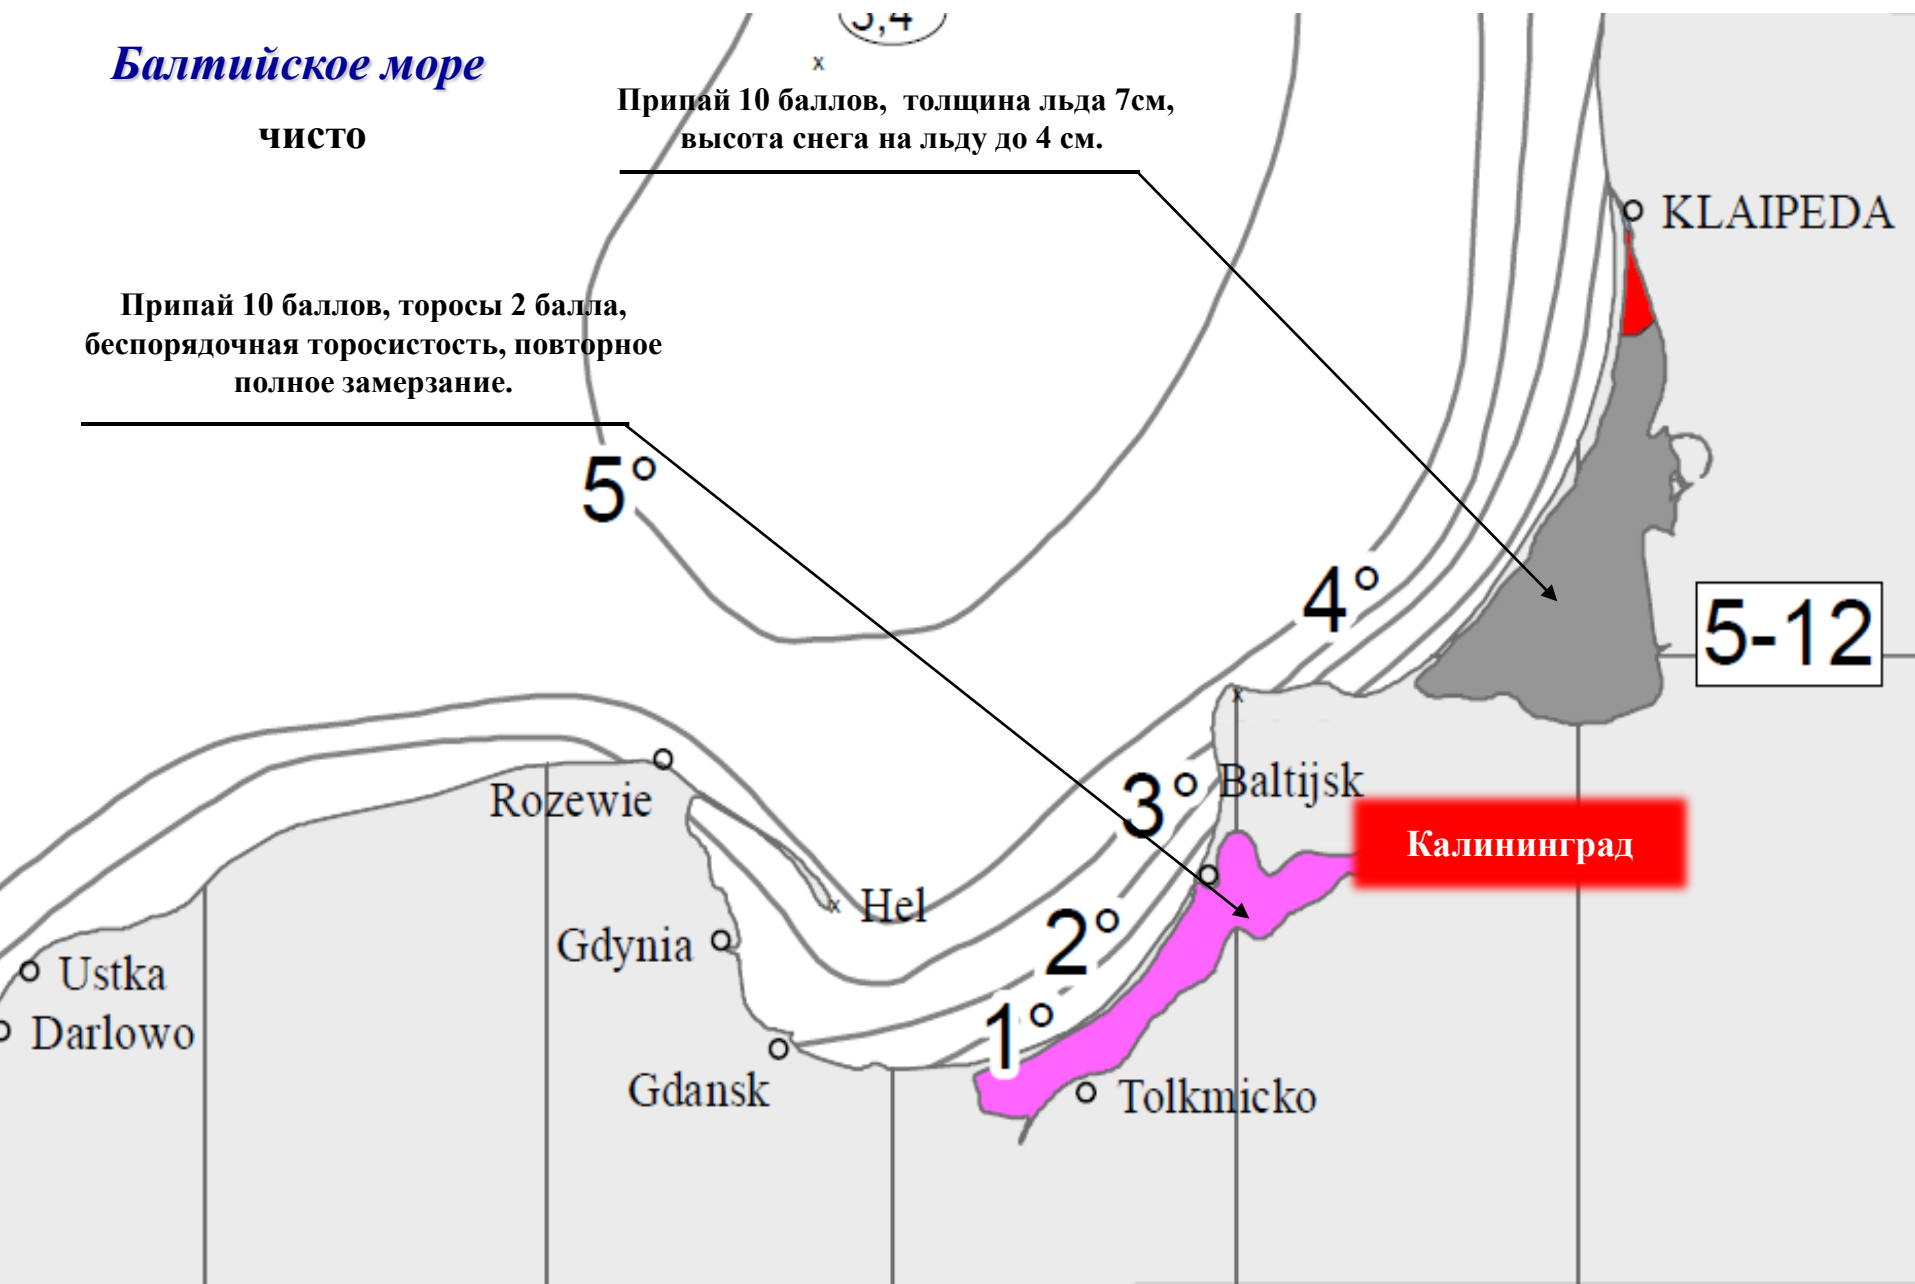 Балтийское море
чисто
3,4
x
Припай 10 баллов, толщина льда 7см,
высота снега на льду до 4 см.
KLAIPEDA
Припай 10 баллов, торосы 2 балла,
беспорядочная торосистость, повторное
полное замерзание.
5°
4°
5-12
x
Rozewie
3°
Baltijsk
Калининград
x Hel
Gdynia
2°
Ustka
1°
Darlowo
Gdansk
Tolkmicko